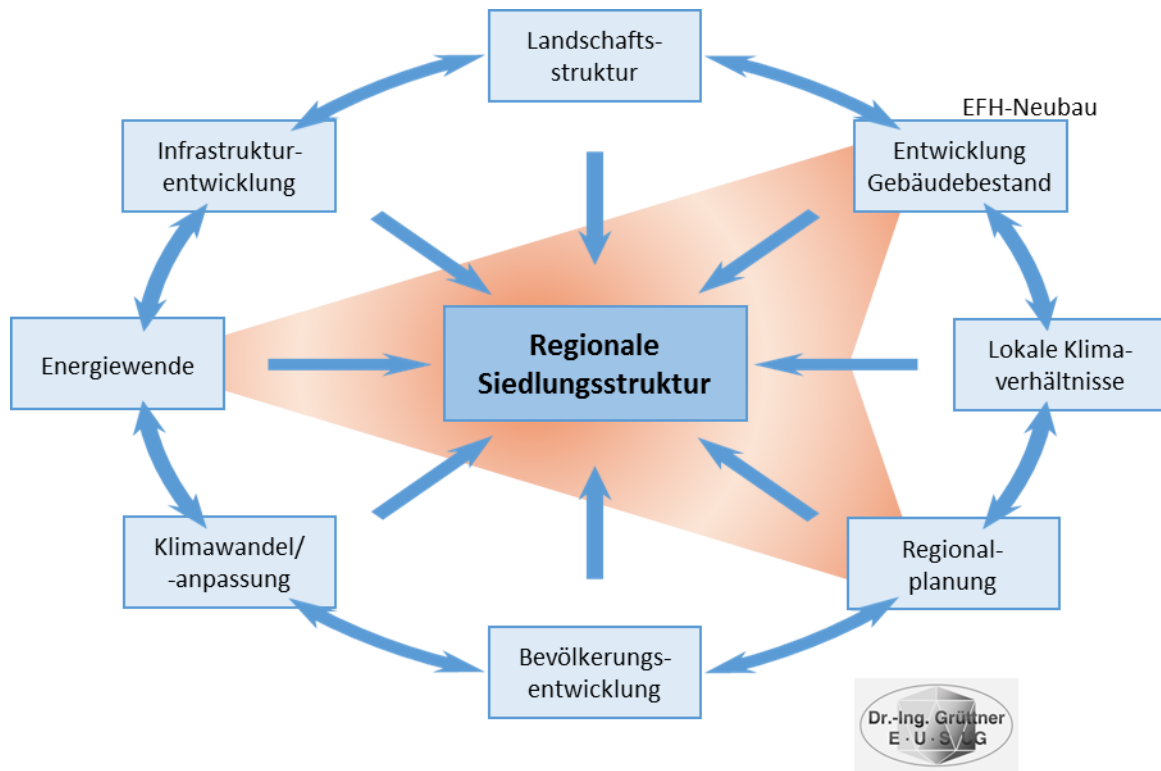 Landschafts-
struktur
EFH-Neubau
Infrastruktur-
entwicklung
Entwicklung
Gebäudebestand
Energiewende
Regionale
Siedlungsstruktur
Lokale Klima-
verhältnisse
Klimawandel/
-anpassung
Regional-
planung
Bevölkerungs-
entwicklung
Dr.-Ing. Grüttner
E · U · S UG